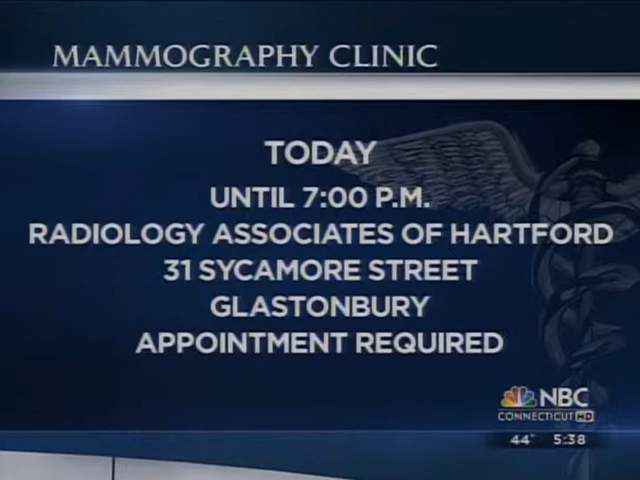 MAMMOGRAPHY CLINIC
TODAY
UNTIL 7:00 P.M.
RADIOLOGY ASSOCIATES OF HARTFORD
31 SYCAMORE STREET
GLASTONBURY
APPOINTMENT REQUIRED
NBC
CONNECTICUT HD
44° 5:38